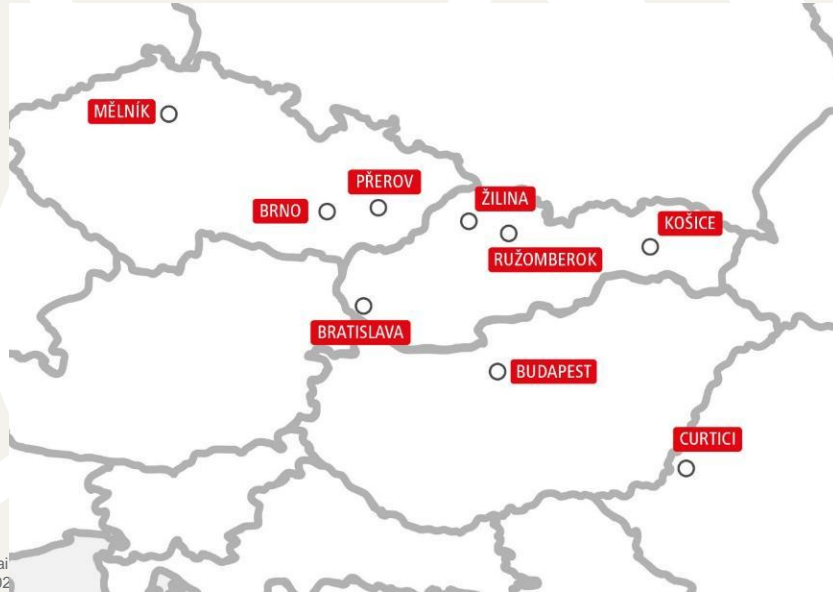 MĚLNÍK
PŘEROV
BRNO
ŽILINA
KOŠICE
RUŽOMBEROK
BRATISLAVA
BUDAPEST
CURTICI